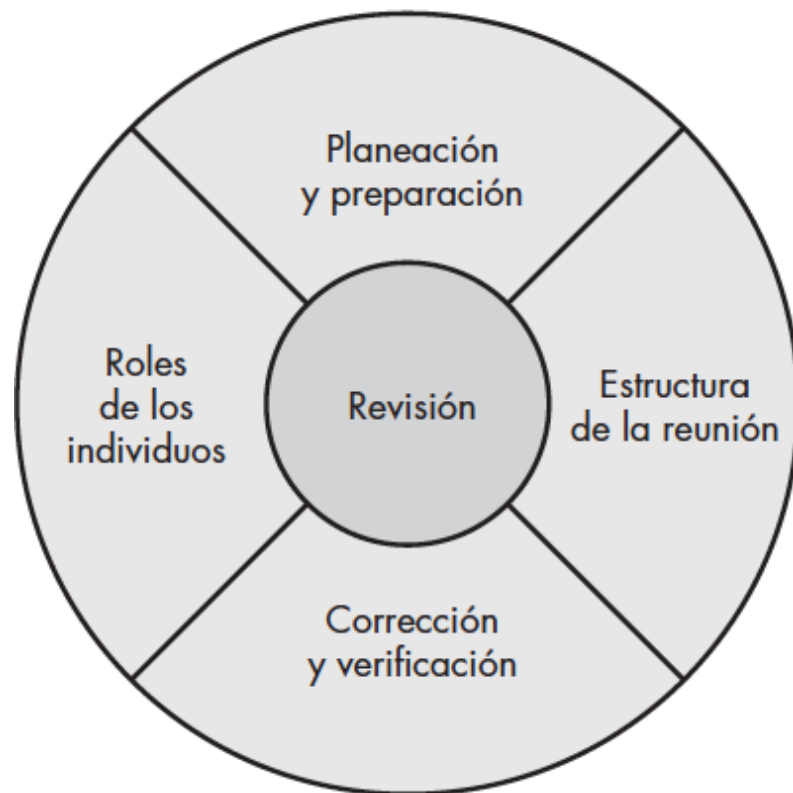 Planeación
y preparación
Roles
de los
individuos
Revisión
Estructura
de la reunión
Corrección
y verificación